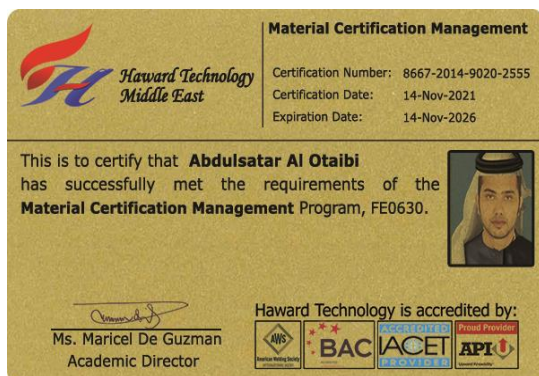 Haward Technology
Middle East
Material Certification Management
Certification Number: 8667-2014-9020-2555
Certification Date: 14-Nov-2021
Expiration Date: 14-Nov-2026
This is to certify that Abdulsatar Al Otaibi
has successfully met the requirements of the
Material Certification Management Program, FE0630.
Ms. Maricel De Guzman
Academic Director
Haward Technology is accredited by:
AWS
American Welding Society
BAC
ACCREDITED
IACET
PROVIDER
Proud Provider
API